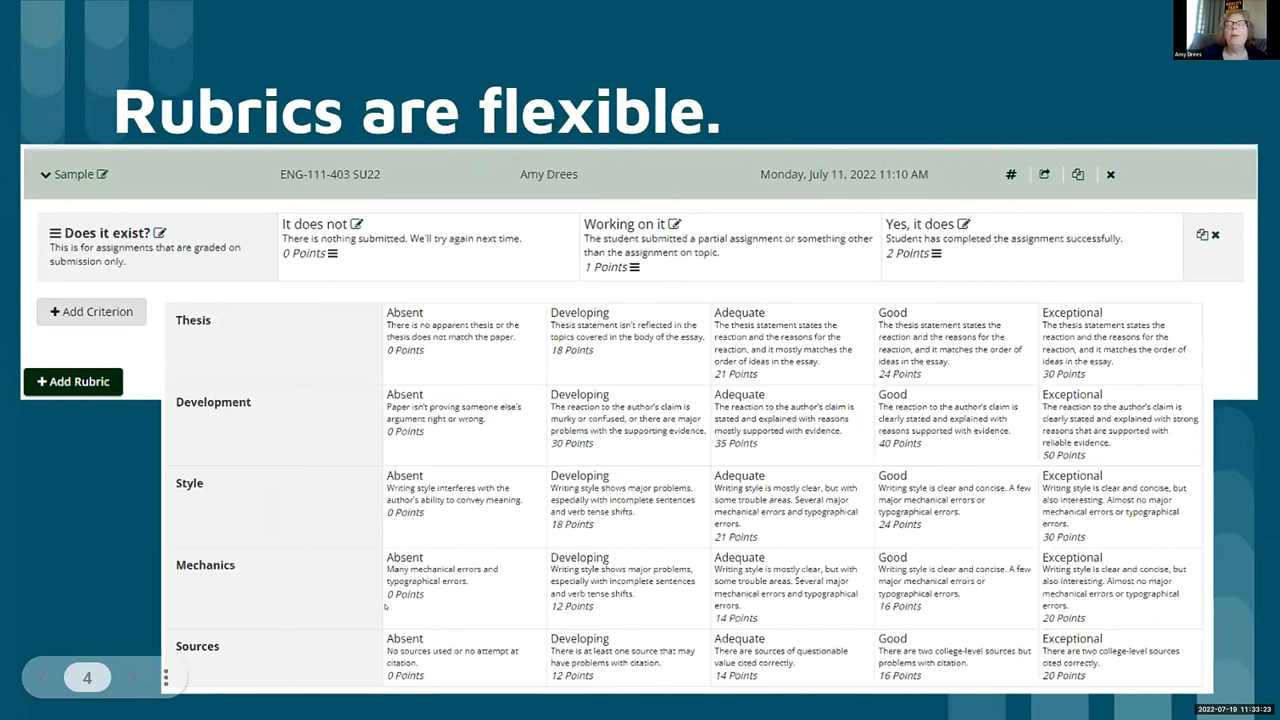 Amy Drees
Rubrics are flexible.
Sample
ENG-111-403 SU22
Amy Drees
Monday, July 11, 2022 11:10 AM
#
Does it exist?
This is for assignments that are graded on
submission only.
It does not
There is nothing submitted. We'll try again next time.
0 Points
Working on it
The student submitted a partial assignment or something other
than the assignment on topic.
1 Points
Yes, it does
Student has completed the assignment successfully.
2 Points
+ Add Criterion
+ Add Rubric
Thesis
Absent
There is no apparent thesis or the
thesis does not match the paper.
0 Points
Developing
Thesis statement isn't reflected in the
topics covered in the body of the essay.
18 Points
Adequate
The thesis statement states the
reaction and the reasons for the
reaction, and it mostly matches the
order of ideas in the essay.
21 Points
Good
The thesis statement states the
reaction and the reasons for the
reaction, and it matches the order of
ideas in the essay.
24 Points
Exceptional
The thesis statement states the
reaction and the reasons for the
reaction, and it matches the order of
ideas in the essay.
30 Points
Development
Absent
Paper isn't proving someone else's
argument right or wrong.
0 Points
Developing
The reaction to the author's claim is
murky or confused, or there are major
problems with the supporting evidence.
30 Points
Adequate
The reaction to the author's claim is
stated and explained with reasons
mostly supported with evidence.
35 Points
Good
The reaction to the author's claim is
clearly stated and explained with
reasons supported with evidence.
40 Points
Exceptional
The reaction to the author's claim is
clearly stated and explained with strong
reasons that are supported with
reliable evidence.
50 Points
Style
Absent
Writing style interferes with the
author's ability to convey meaning.
0 Points
Developing
Writing style shows major problems,
especially with incomplete sentences
and verb tense shifts.
18 Points
Adequate
Writing style is mostly clear, but with
some trouble areas. Several major
mechanical errors and typographical
errors.
21 Points
Good
Writing style is clear and concise. A few
major mechanical errors or
typographical errors.
24 Points
Exceptional
Writing style is clear and concise, but
also interesting. Almost no major
mechanical errors or typographical
errors.
30 Points
Mechanics
Absent
Many mechanical errors and
typographical errors.
0 Points
Developing
Writing style shows major problems,
especially with incomplete sentences
and verb tense shifts.
12 Points
Adequate
Writing style is mostly clear, but with
some trouble areas. Several major
mechanical errors and typographical
errors.
14 Points
Good
Writing style is clear and concise. A few
major mechanical errors or
typographical errors.
16 Points
Exceptional
Writing style is clear and concise, but
also interesting. Almost no major
mechanical errors or typographical
errors.
20 Points
Sources
Absent
No sources used or no attempt at
citation.
0 Points
Developing
There is at least one source that may
have problems with citation.
12 Points
Adequate
There are sources of questionable
value cited correctly.
14 Points
Good
There are two college-level sources but
problems with citation.
16 Points
Exceptional
There are two college-level sources
cited correctly.
20 Points
4
2022-07-19 11:33:23